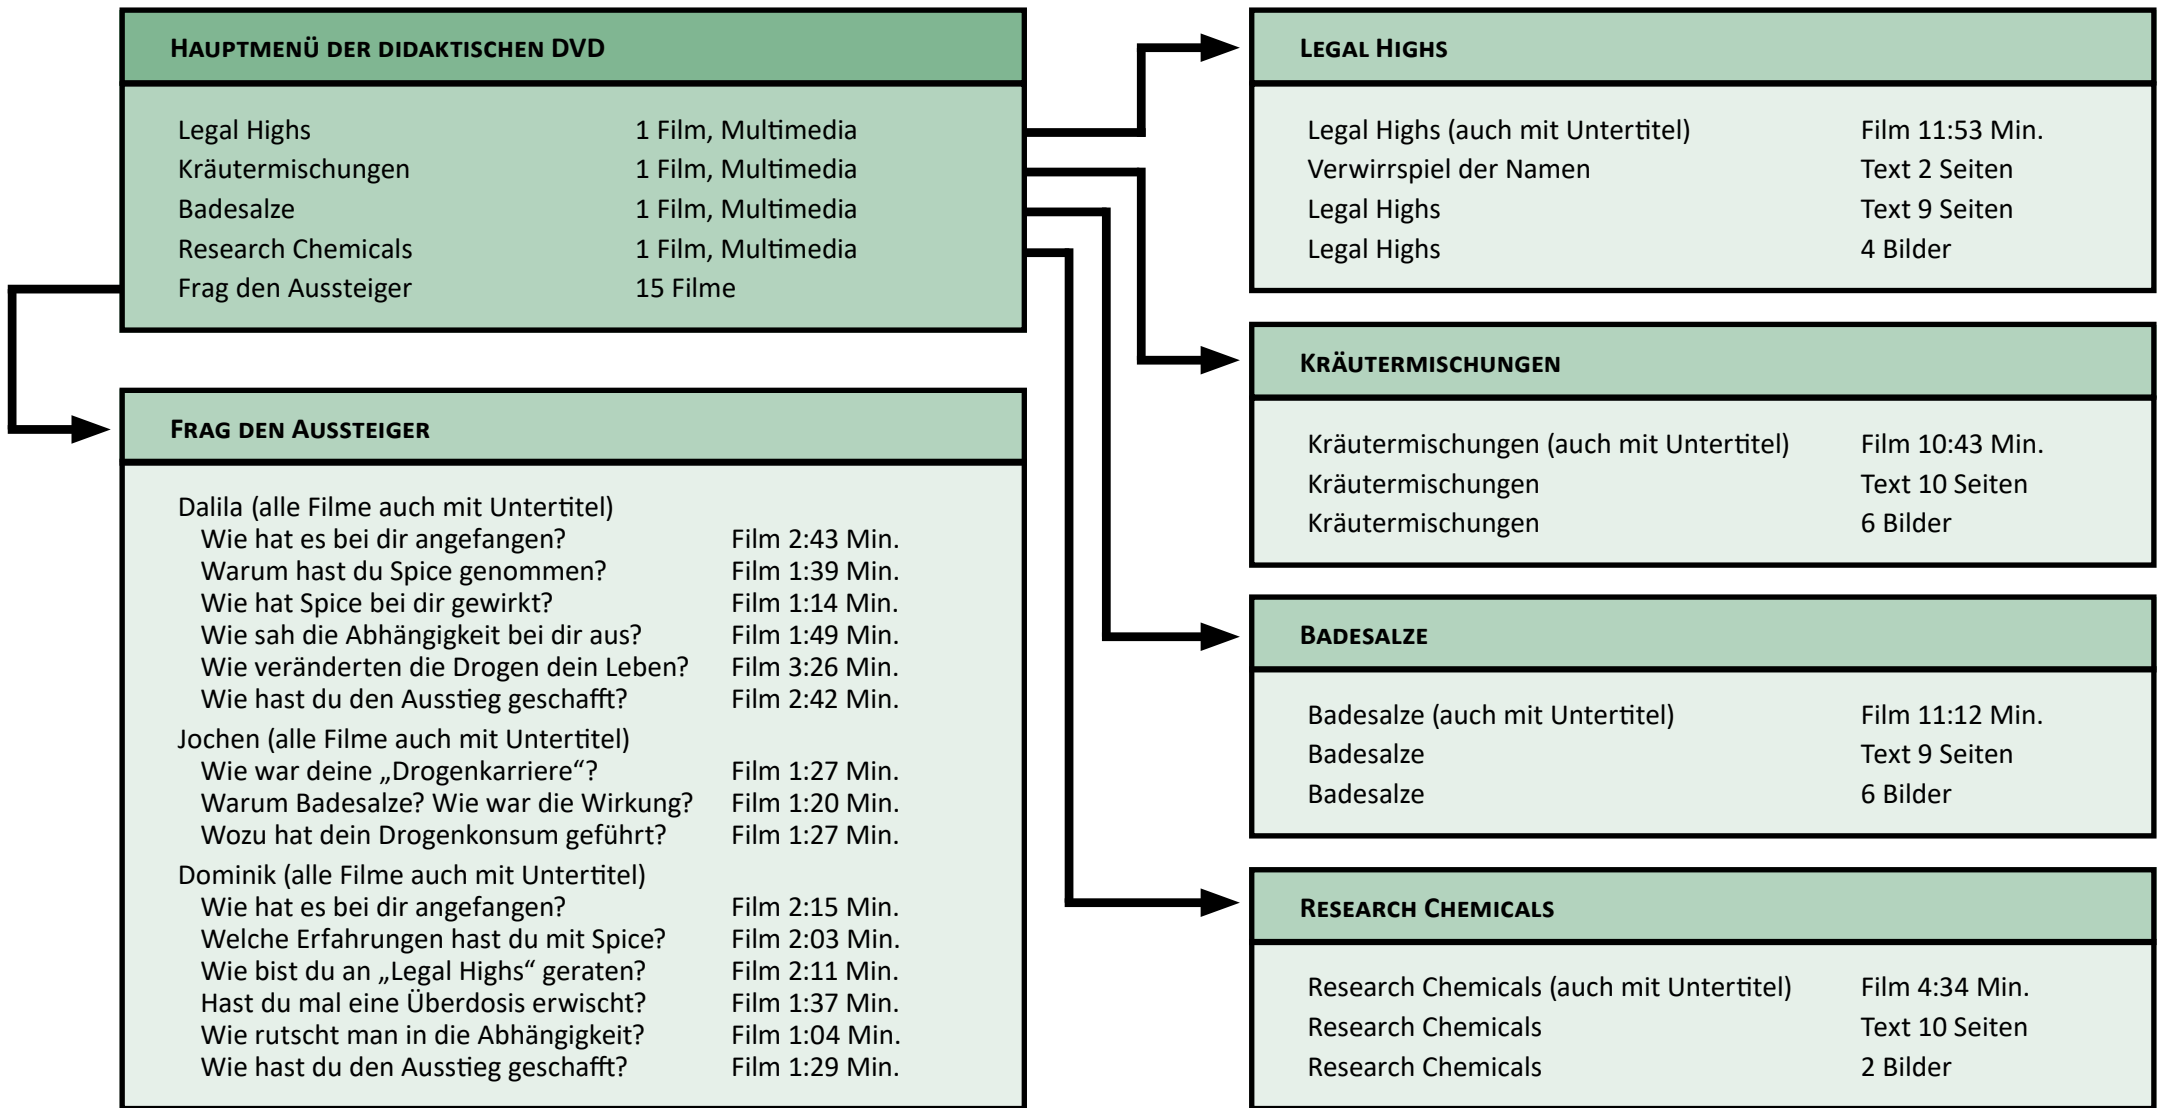 HAUPTMENÜ DER DIDAKTISCHEN DVD
Legal Highs 1 Film, Multimedia
Kräutermischungen 1 Film, Multimedia
Badesalze 1 Film, Multimedia
Research Chemicals 1 Film, Multimedia
Frag den Aussteiger 15 Filme
FRAG DEN AUSSTEIGER
Dalila (alle Filme auch mit Untertitel)
Wie hat es bei dir angefangen? Film 2:43 Min.
Warum hast du Spice genommen? Film 1:39 Min.
Wie hat Spice bei dir gewirkt? Film 1:14 Min.
Wie sah die Abhängigkeit bei dir aus? Film 1:49 Min.
Wie veränderten die Drogen dein Leben? Film 3:26 Min.
Wie hast du den Ausstieg geschafft? Film 2:42 Min.
Jochen (alle Filme auch mit Untertitel)
Wie war deine „Drogenkarriere“? Film 1:27 Min.
Warum Badesalze? Wie war die Wirkung? Film 1:20 Min.
Wozu hat dein Drogenkonsum geführt? Film 1:27 Min.
Dominik (alle Filme auch mit Untertitel)
Wie hat es bei dir angefangen? Film 2:15 Min.
Welche Erfahrungen hast du mit Spice? Film 2:03 Min.
Wie bist du an „Legal Highs“ geraten? Film 2:11 Min.
Hast du mal eine Überdosis erwischt? Film 1:37 Min.
Wie rutscht man in die Abhängigkeit? Film 1:04 Min.
Wie hast du den Ausstieg geschafft? Film 1:29 Min.
LEGAL HIGHS
Legal Highs (auch mit Untertitel) Film 11:53 Min.
Verwirrspiel der Namen Text 2 Seiten
Legal Highs Text 9 Seiten
Legal Highs 4 Bilder
KRÄUTERMISCHUNGEN
Kräutermischungen (auch mit Untertitel) Film 10:43 Min.
Kräutermischungen Text 10 Seiten
Kräutermischungen 6 Bilder
BADESALZE
Badesalze (auch mit Untertitel) Film 11:12 Min.
Badesalze Text 9 Seiten
Badesalze 6 Bilder
RESEARCH CHEMICALS
Research Chemicals (auch mit Untertitel) Film 4:34 Min.
Research Chemicals Text 10 Seiten
Research Chemicals 2 Bilder